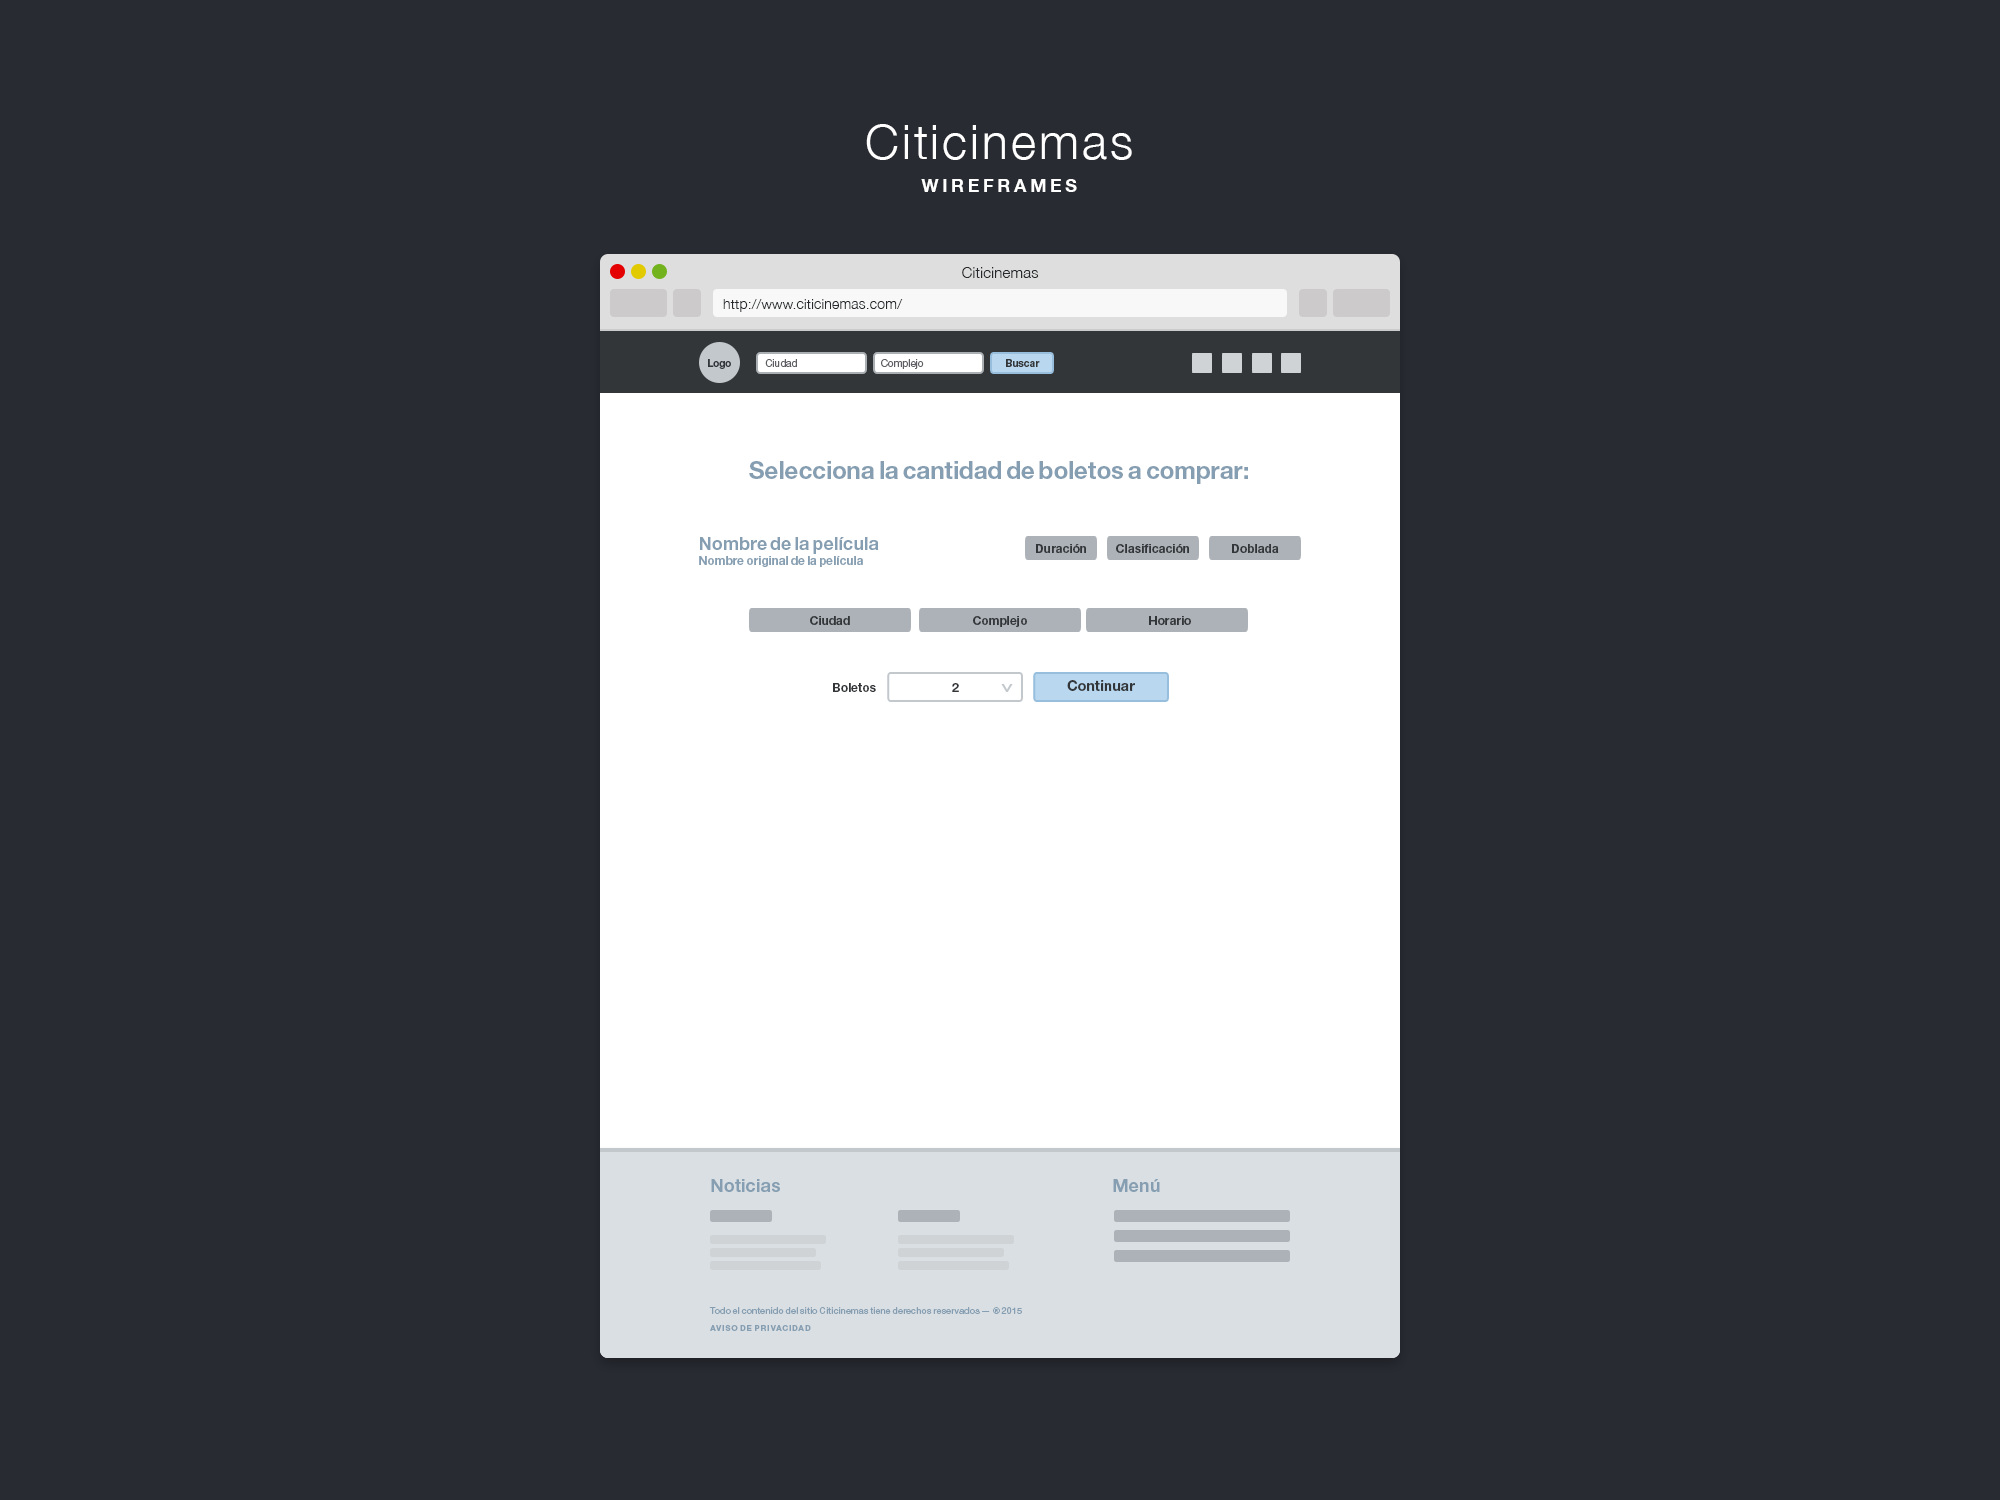 Citicinemas
WIREFRAMES
Citicinemas
http://www.citicinemas.com/
Logo
Ciudad
Complejo
Buscar
Selecciona la cantidad de boletos a comprar:
Nombre de la película
Nombre original de la película
Duración
Clasificación
Doblada
Ciudad
Complejo
Horario
Boletos
2
Continuar
Noticias
Menú
Todo el contenido del sitio Citicinemas tiene derechos reservados — ® 2015
AVISO DE PRIVACIDAD